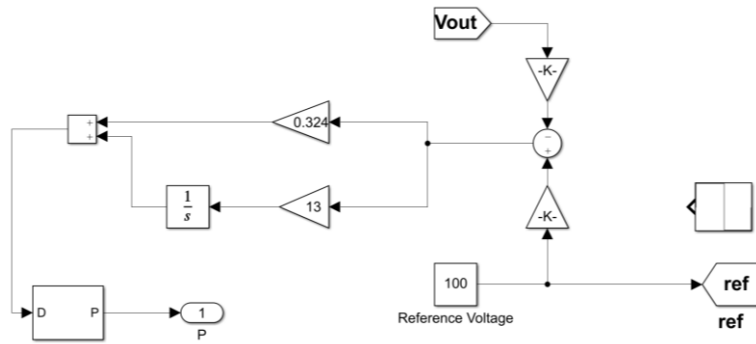 Vout
-K-
−
+
0.324
+
+
13
1
s
-K-
100
Reference Voltage
ref
ref
D P
1
P